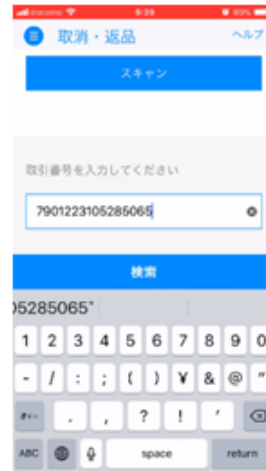 docomo 9:39 89%
取消・返品 ヘルプ
スキャン
取引番号を入力してください
7901223105285065
検索
05285065"
1 2 3 4 5 6 7 8 9 0
- / : ; ( ) ¥ & @ "
#+= . , ? ! '
ABC space return